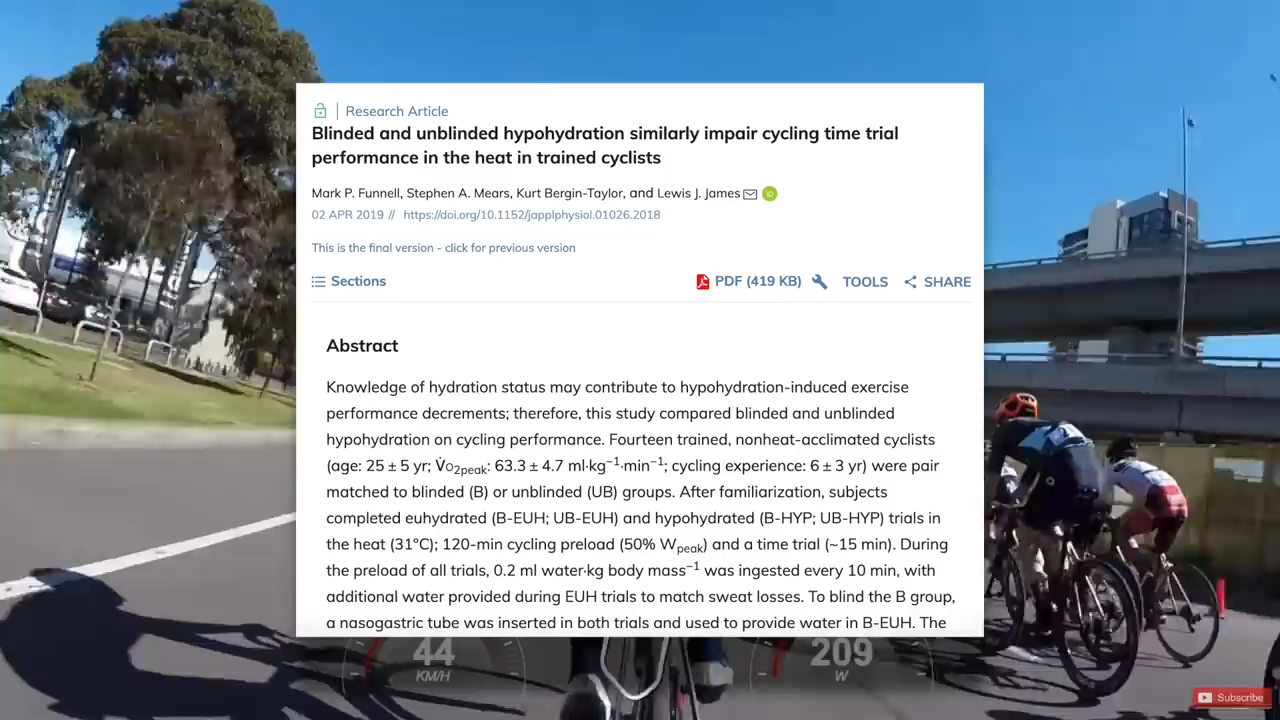 Research Article
Blinded and unblinded hypohydration similarly impair cycling time trial
performance in the heat in trained cyclists
Mark P. Funnell, Stephen A. Mears, Kurt Bergin-Taylor, and Lewis J. James
02 APR 2019 // https://doi.org/10.1152/japplphysiol.01026.2018
This is the final version - click for previous version
Sections
PDF (419 KB) TOOLS SHARE
Abstract
Knowledge of hydration status may contribute to hypohydration-induced exercise
performance decrements; therefore, this study compared blinded and unblinded
hypohydration on cycling performance. Fourteen trained, nonheat-acclimated cyclists
(age: 25 ± 5 yr; V̇o₂peak: 63.3 ± 4.7 ml·kg⁻¹·min⁻¹; cycling experience: 6 ± 3 yr) were pair
matched to blinded (B) or unblinded (UB) groups. After familiarization, subjects
completed euhydrated (B-EUH; UB-EUH) and hypohydrated (B-HYP; UB-HYP) trials in
the heat (31°C); 120-min cycling preload (50% Wpeak) and a time trial (~15 min). During
the preload of all trials, 0.2 ml water·kg body mass⁻¹ was ingested every 10 min, with
additional water provided during EUH trials to match sweat losses. To blind the B group,
a nasogastric tube was inserted in both trials and used to provide water in B-EUH. The
44
KM/H
209
W
Subscribe